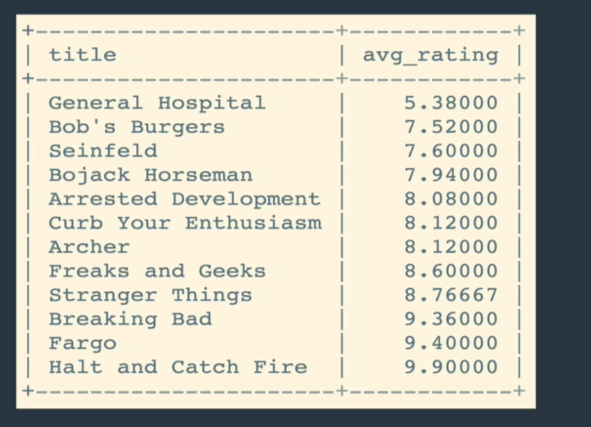 +----------------------+------------+
| title                | avg_rating |
+----------------------+------------+
| General Hospital     |    5.38000 |
| Bob's Burgers        |    7.52000 |
| Seinfeld             |    7.60000 |
| Bojack Horseman      |    7.94000 |
| Arrested Development |    8.08000 |
| Curb Your Enthusiasm |    8.12000 |
| Archer               |    8.12000 |
| Freaks and Geeks     |    8.60000 |
| Stranger Things      |    8.76667 |
| Breaking Bad         |    9.36000 |
| Fargo                |    9.40000 |
| Halt and Catch Fire  |    9.90000 |
+----------------------+------------+